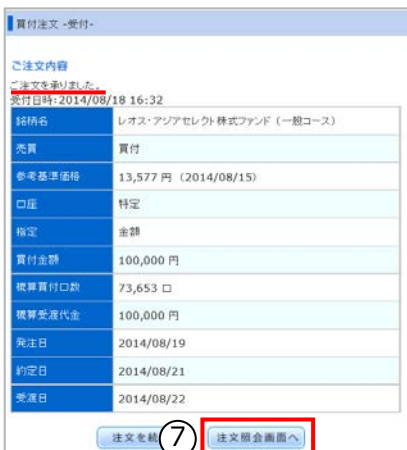 買付注文 -受付-
ご注文内容
ご注文を承りました。
受付日時:2014/08/18 16:32
銘柄名 レオス・アジアセレクト株式ファンド（一般コース）
売買 買付
参考基準価格 13,577 円（2014/08/15）
口座 特定
指定 金額
買付金額 100,000 円
概算買付口数 73,653 口
概算受渡代金 100,000 円
発注日 2014/08/19
約定日 2014/08/21
受渡日 2014/08/22
注文を続 ⑦ 注文照会画面へ